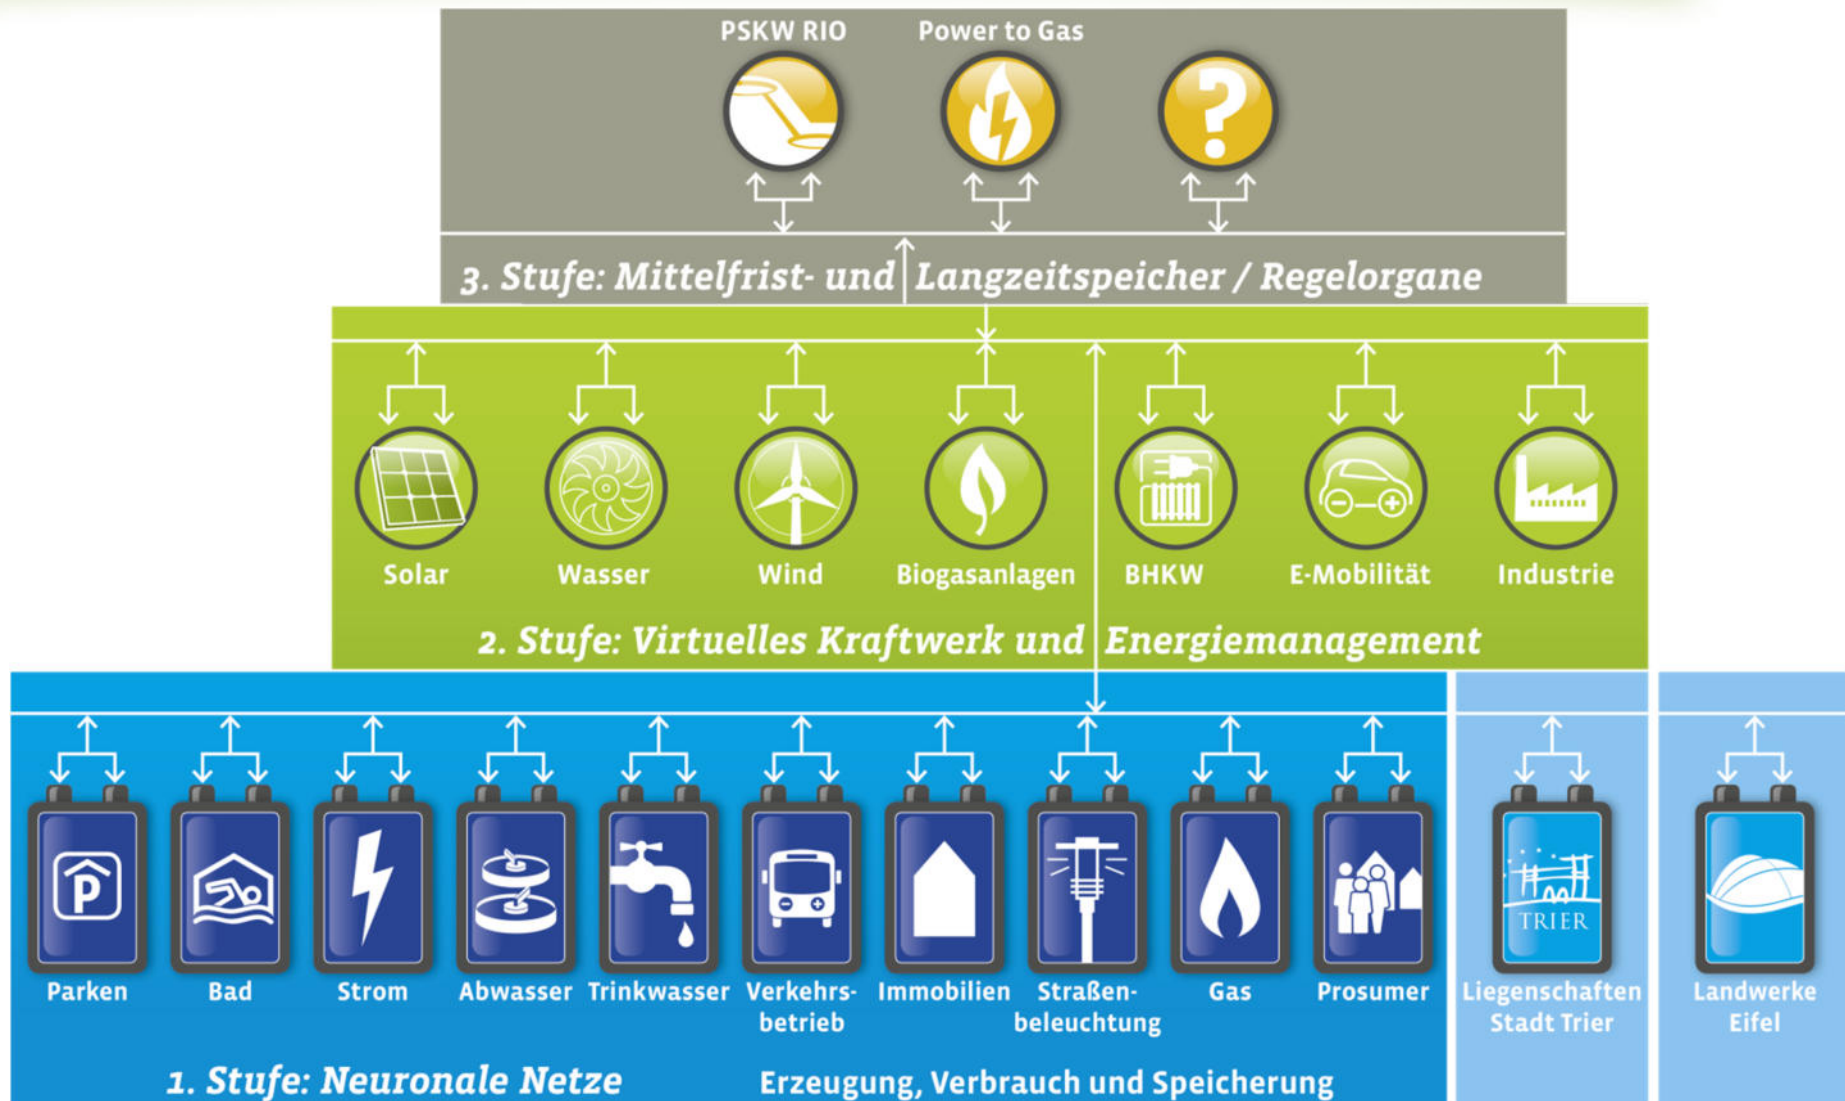 PSKW RIO
Power to Gas
?
3. Stufe: Mittelfrist- und Langzeitspeicher / Regelorgane
Solar
Wasser
Wind
Biogasanlagen
BHKW
E-Mobilität
Industrie
2. Stufe: Virtuelles Kraftwerk und Energiemanagement
P
TRIER
Parken
Bad
Strom
Abwasser
Trinkwasser
Verkehrs-
betrieb
Immobilien
Straßen-
beleuchtung
Gas
Prosumer
Liegenschaften
Stadt Trier
Landwerke
Eifel
1. Stufe: Neuronale Netze
Erzeugung, Verbrauch und Speicherung